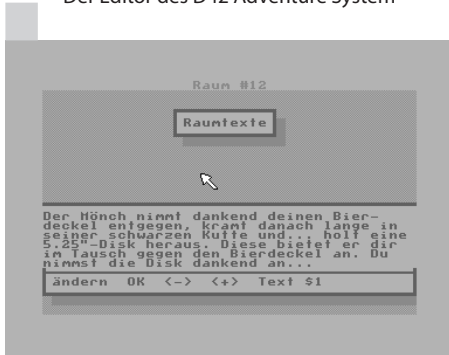 Der Editor des D42 Adventure System
Raum #12
Raumtexte
Der Mönch nimmt dankend deinen Bier-
deckel entgegen, kramt danach lange in
seiner schwarzen Kutte und... holt eine
5.25"-Disk heraus. Diese bietet er dir
im Tausch gegen den Bierdeckel an. Du
nimmst die Disk dankend an...
ändern OK <-> <+> Text $1